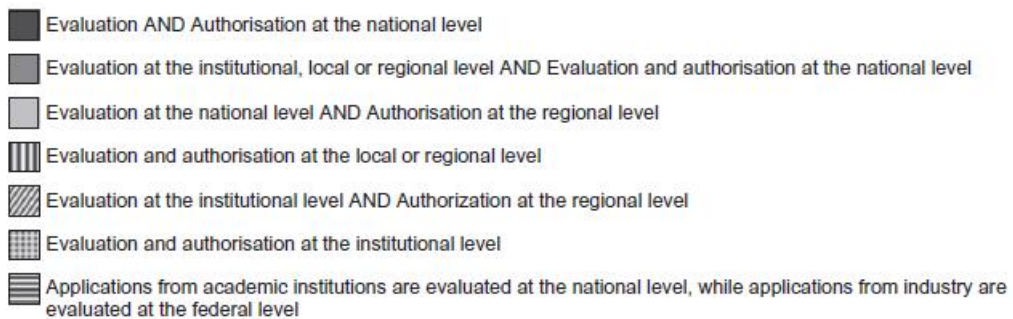 Evaluation AND Authorisation at the national level
Evaluation at the institutional, local or regional level AND Evaluation and authorisation at the national level
Evaluation at the national level AND Authorisation at the regional level
Evaluation and authorisation at the local or regional level
Evaluation at the institutional level AND Authorization at the regional level
Evaluation and authorisation at the institutional level
Applications from academic institutions are evaluated at the national level, while applications from industry are
evaluated at the federal level